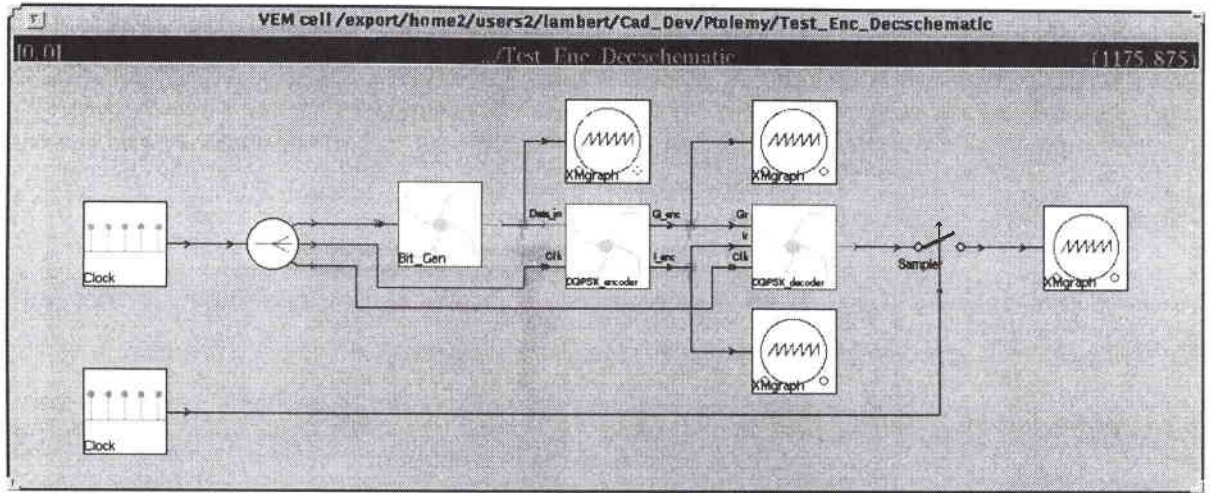 VEM cell /export/home2/users2/lambert/Cad_Dev/Ptolemy/Test_Enc_Dec:schematic
[0, 0] ../Test_Enc_Dec:schematic (1175, 875)
XMgraph
XMgraph
Clock
Bit_Gen
Data_in
Clk
DQPSK_encoder
Q_enc
I_enc
Qr
Ir
Clk
DQPSK_decoder
Sampler
XMgraph
XMgraph
Clock